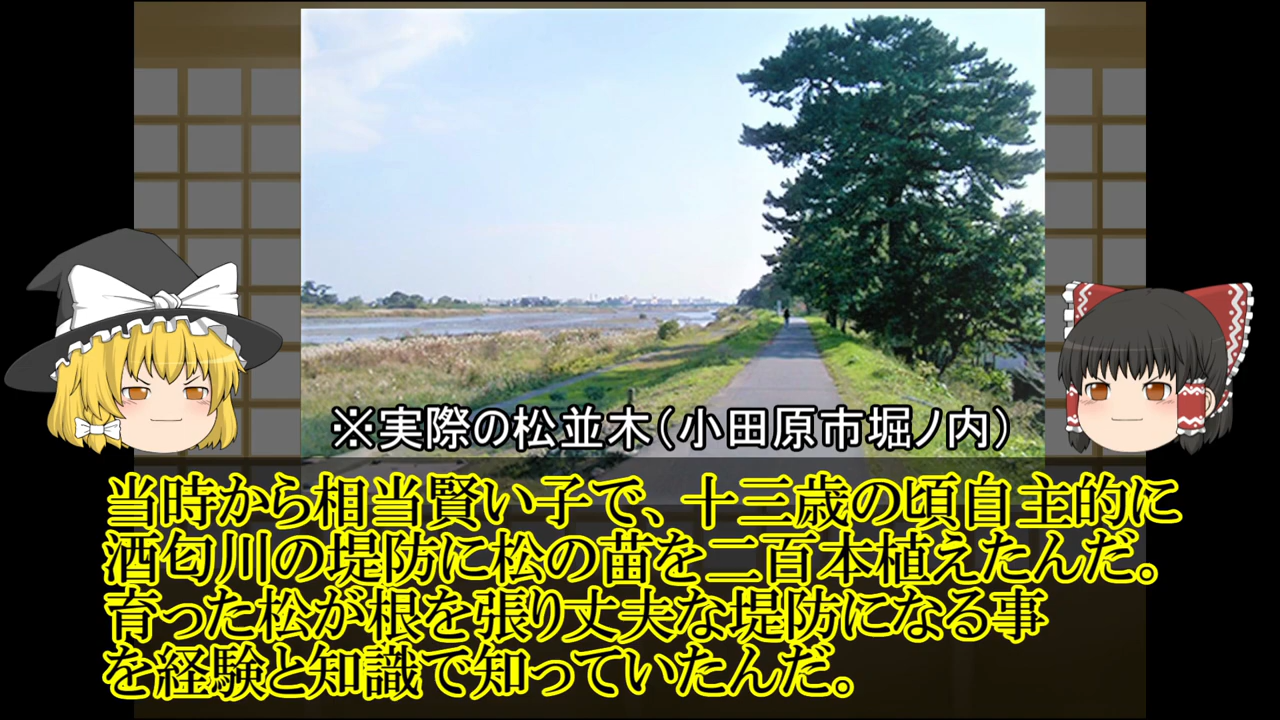 ※実際の松並木(小田原市堀ノ内)
当時から相当賢い子で、十三歳の頃自主的に
酒匂川の堤防に松の苗を二百本植えたんだ。
育った松が根を張り丈夫な堤防になる事
を経験と知識で知っていたんだ。